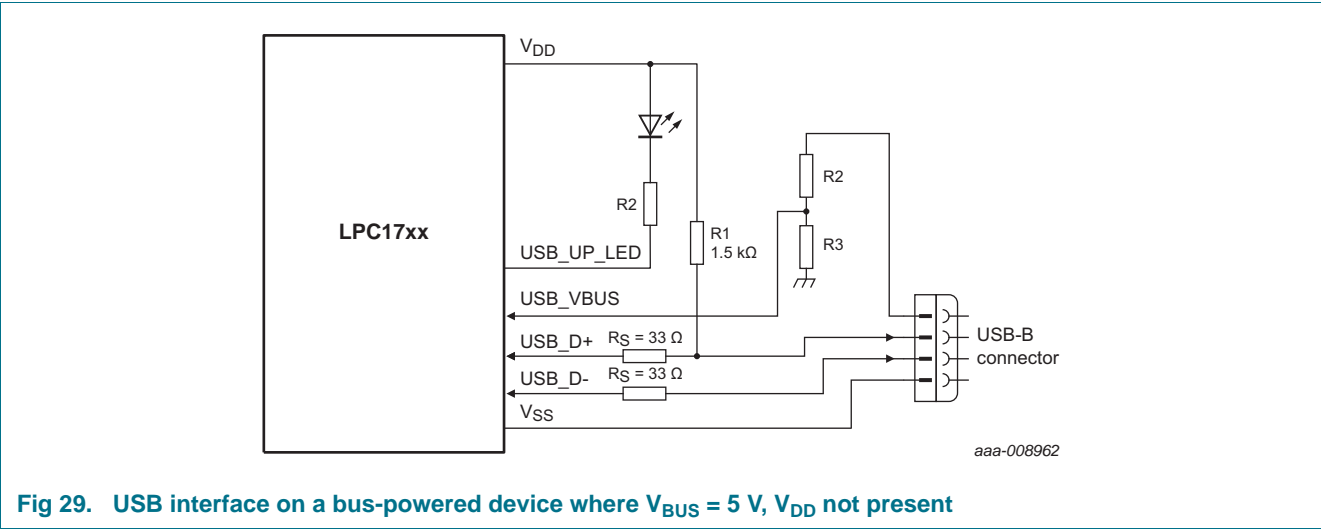 VDD
R2
R2
LPC17xx
R1
1.5 kΩ
R3
USB_UP_LED
USB_VBUS
USB_D+ RS = 33 Ω
USB-B
connector
USB_D- RS = 33 Ω
VSS
aaa-008962
Fig 29. USB interface on a bus-powered device where VBUS = 5 V, VDD not present